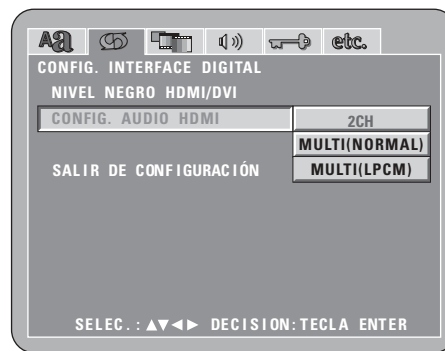 Aa etc.
CONFIG. INTERFACE DIGITAL
NIVEL NEGRO HDMI/DVI
CONFIG. AUDIO HDMI 2CH
MULTI(NORMAL)
SALIR DE CONFIGURACIÓN MULTI(LPCM)
SELEC.:▲▼◄► DECISION:TECLA ENTER